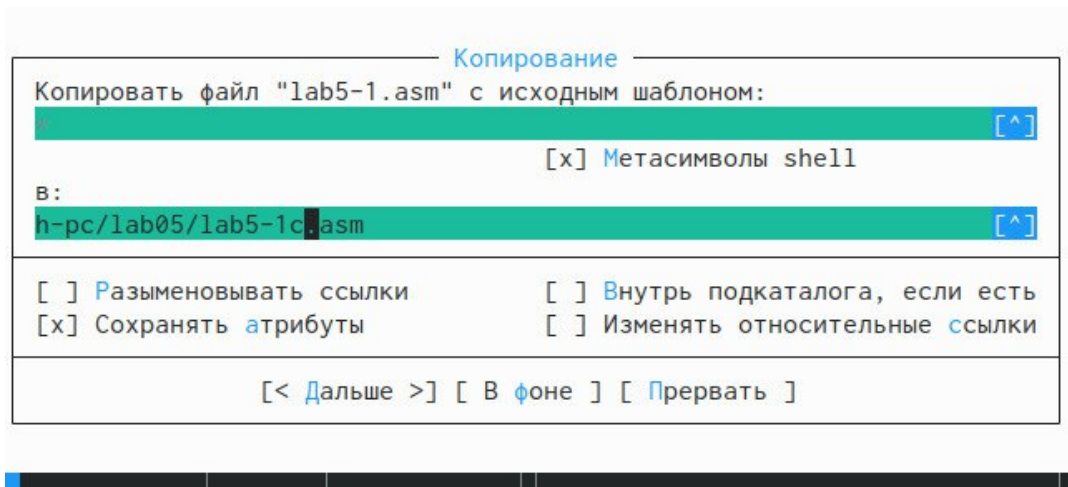 Копирование
Копировать файл "lab5-1.asm" с исходным шаблоном:
* [^]
[x] Метасимволы shell
в:
h-pc/lab05/lab5-1c.asm [^]
[ ] Разыменовывать ссылки [ ] Внутрь подкаталога, если есть
[x] Сохранять атрибуты [ ] Изменять относительные ссылки
[< Дальше >] [ В фоне ] [ Прервать ]